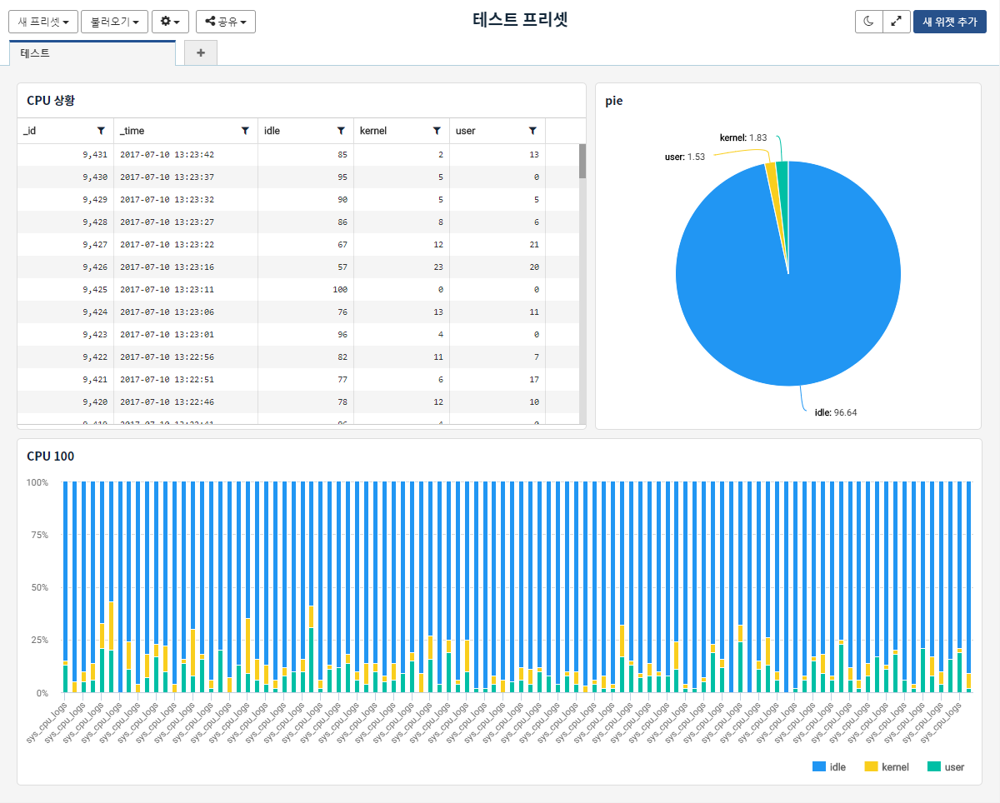 새 프리셋 불러오기 공유 테스트 프리셋 새 위젯 추가
테스트 +
CPU 상황
_id _time idle kernel user
9,431 2017-07-10 13:23:42 85 2 13
9,430 2017-07-10 13:23:37 95 5 0
9,429 2017-07-10 13:23:32 90 5 5
9,428 2017-07-10 13:23:27 86 8 6
9,427 2017-07-10 13:23:22 67 12 21
9,426 2017-07-10 13:23:16 57 23 20
9,425 2017-07-10 13:23:11 100 0 0
9,424 2017-07-10 13:23:06 76 13 11
9,423 2017-07-10 13:23:01 96 4 0
9,422 2017-07-10 13:22:56 82 11 7
9,421 2017-07-10 13:22:51 77 6 17
9,420 2017-07-10 13:22:46 78 12 10
pie
kernel: 1.83
user: 1.53
idle: 96.64
CPU 100
100%
75%
50%
25%
0%
sys_cpu_logs sys_cpu_logs sys_cpu_logs sys_cpu_logs sys_cpu_logs sys_cpu_logs sys_cpu_logs sys_cpu_logs sys_cpu_logs sys_cpu_logs sys_cpu_logs sys_cpu_logs sys_cpu_logs sys_cpu_logs sys_cpu_logs sys_cpu_logs sys_cpu_logs sys_cpu_logs sys_cpu_logs sys_cpu_logs sys_cpu_logs sys_cpu_logs sys_cpu_logs sys_cpu_logs sys_cpu_logs sys_cpu_logs sys_cpu_logs sys_cpu_logs sys_cpu_logs sys_cpu_logs sys_cpu_logs sys_cpu_logs sys_cpu_logs sys_cpu_logs sys_cpu_logs sys_cpu_logs sys_cpu_logs sys_cpu_logs sys_cpu_logs sys_cpu_logs sys_cpu_logs sys_cpu_logs sys_cpu_logs sys_cpu_logs sys_cpu_logs sys_cpu_logs sys_cpu_logs sys_cpu_logs sys_cpu_logs sys_cpu_logs
idle kernel user